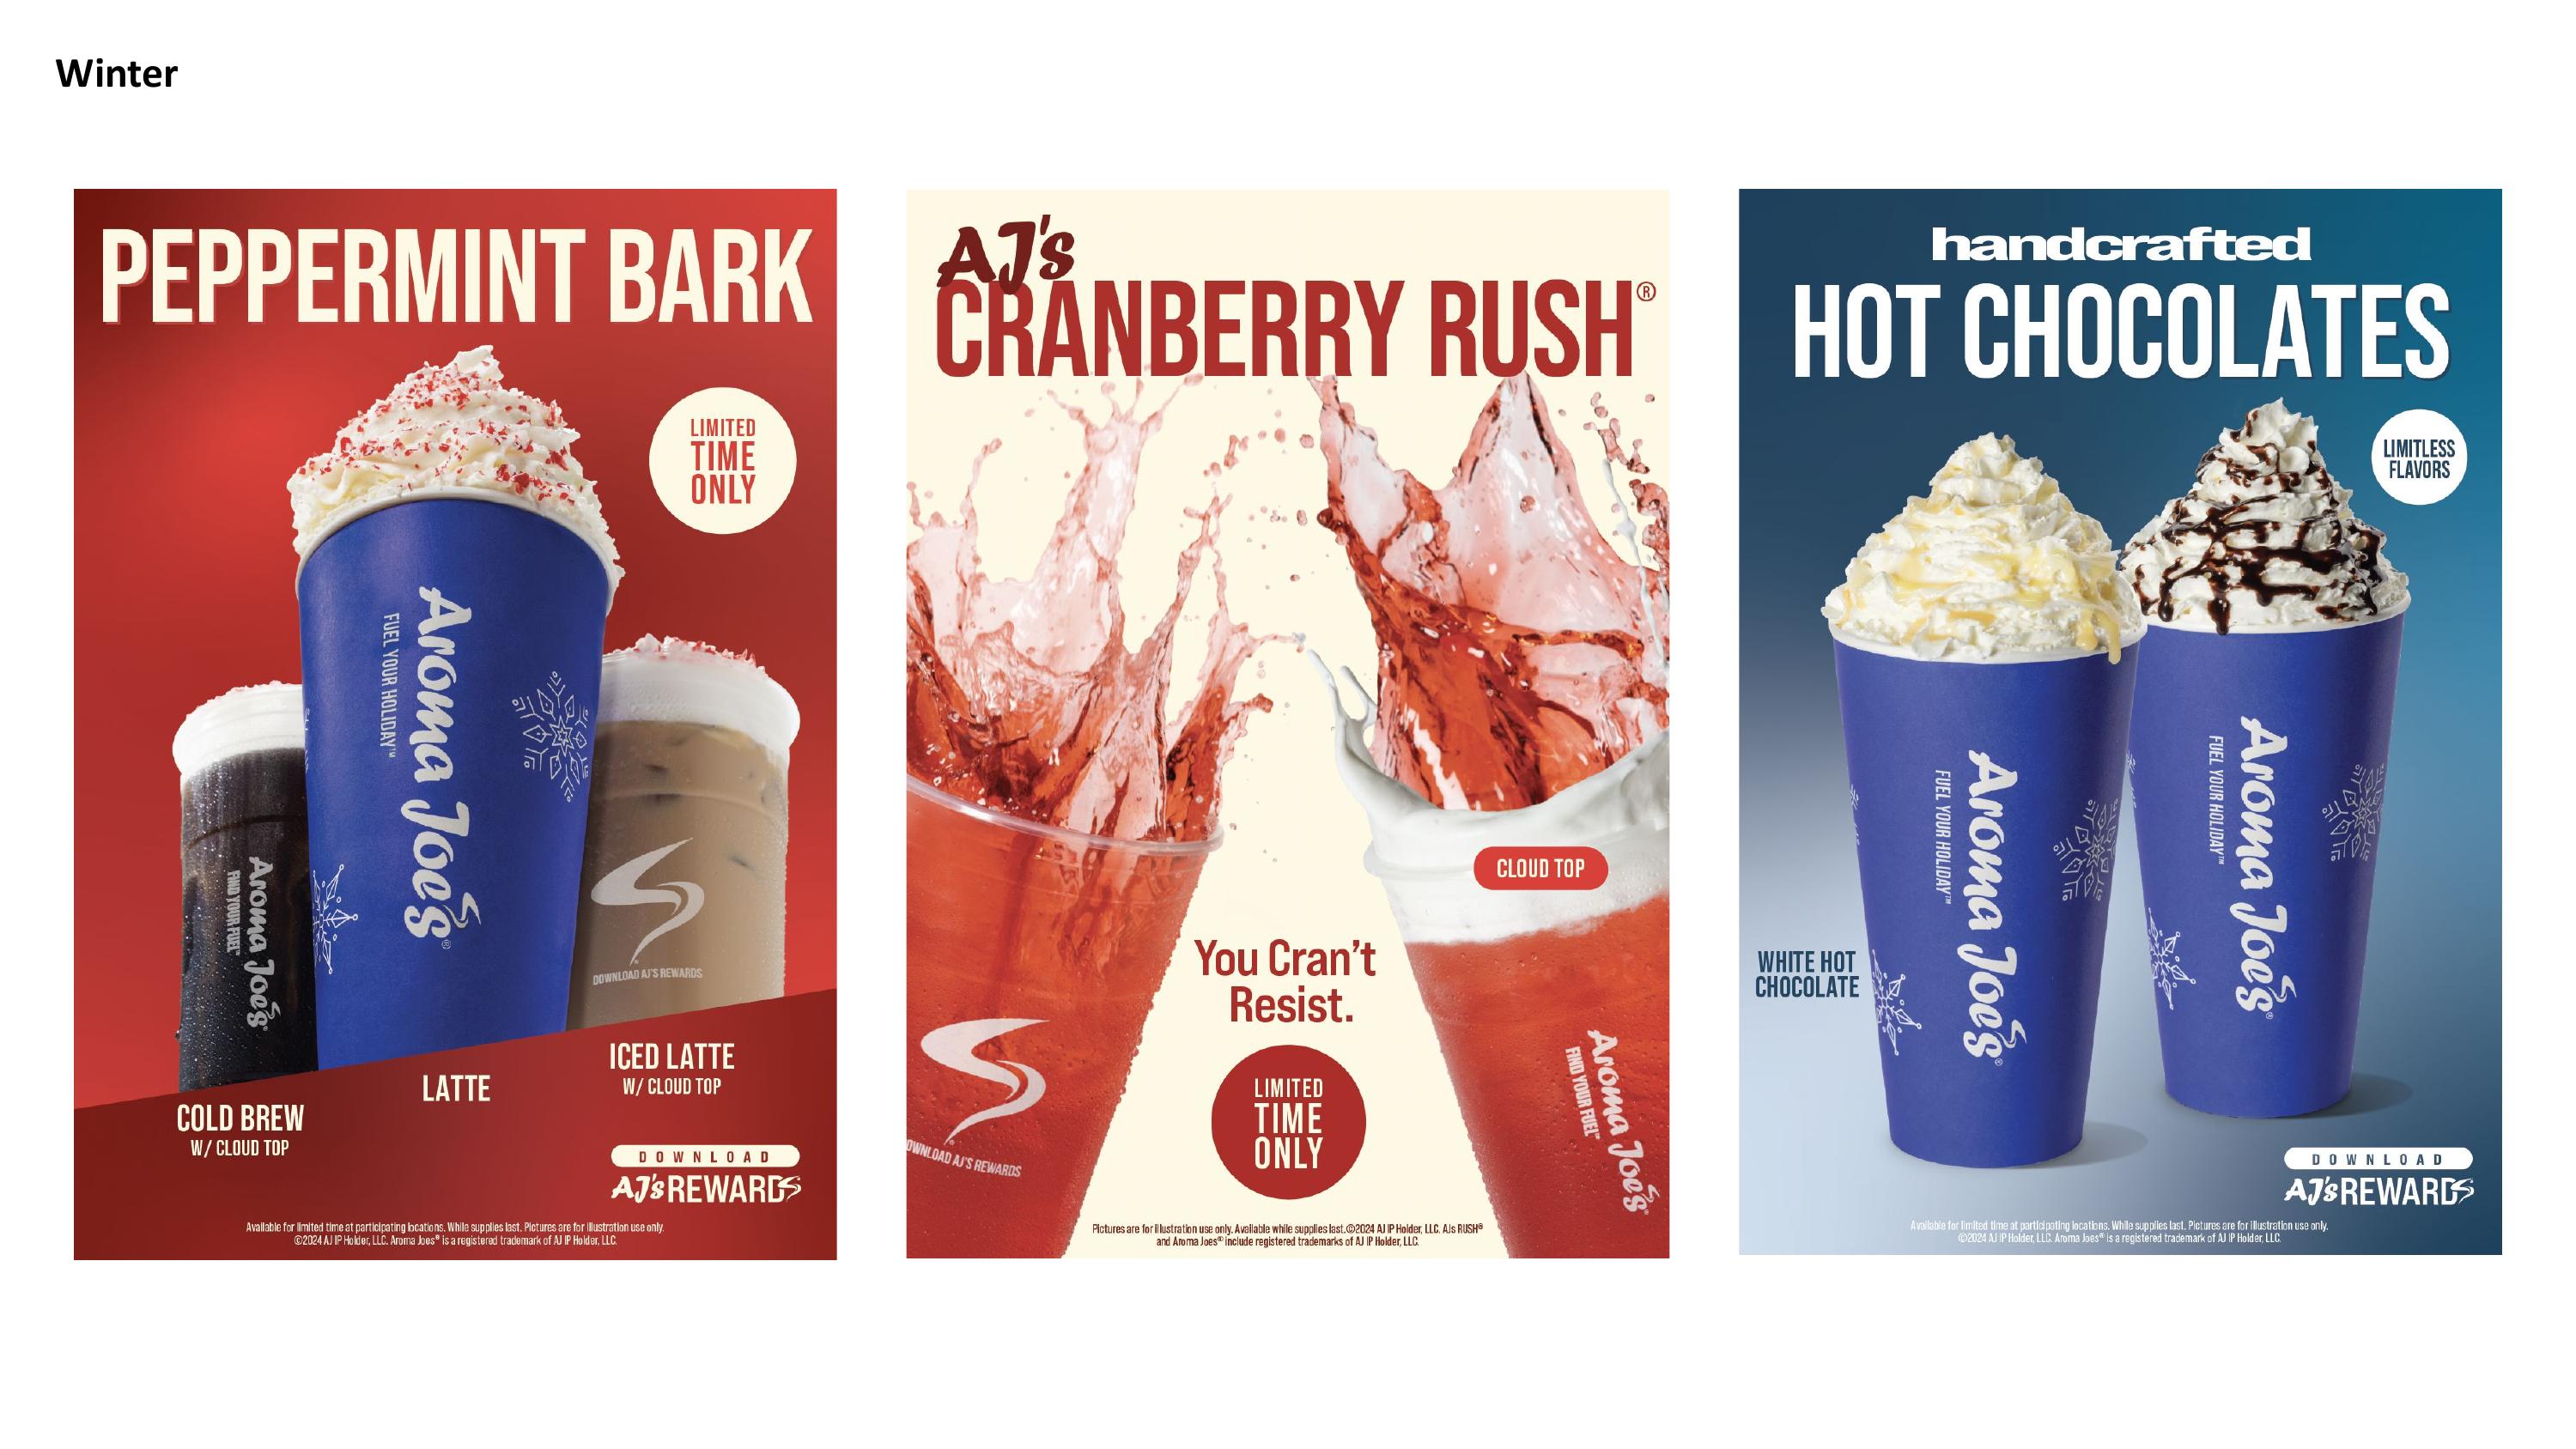 Winter
PEPPERMINT BARK
LIMITED
TIME
ONLY
Aroma Joe's®
FUEL YOUR HOLIDAY™
Aroma Joe's®
FIND YOUR FUEL™
DOWNLOAD AJ'S REWARDS
COLD BREW
W/ CLOUD TOP
LATTE
ICED LATTE
W/ CLOUD TOP
DOWNLOAD
AJ's REWARDS
Available for limited time at participating locations. While supplies last. Pictures are for illustration use only.
©2024 AJ IP Holder, LLC. Aroma Joes® is a registered trademark of AJ IP Holder, LLC.
AJ's
CRANBERRY RUSH®
CLOUD TOP
You Cran't
Resist.
LIMITED
TIME
ONLY
OWNLOAD AJ'S REWARDS
Aroma Joe's®
FIND YOUR FUEL™
Pictures are for illustration use only. Available while supplies last.©2024 AJ IP Holder, LLC. AJs RUSH®
and Aroma Joes® include registered trademarks of AJ IP Holder, LLC.
handcrafted
HOT CHOCOLATES
LIMITLESS
FLAVORS
Aroma Joe's®
FUEL YOUR HOLIDAY™
Aroma Joe's®
FUEL YOUR HOLIDAY™
WHITE HOT
CHOCOLATE
DOWNLOAD
AJ's REWARDS
Available for limited time at participating locations. While supplies last. Pictures are for illustration use only.
©2024 AJ IP Holder, LLC. Aroma Joes® is a registered trademark of AJ IP Holder, LLC.